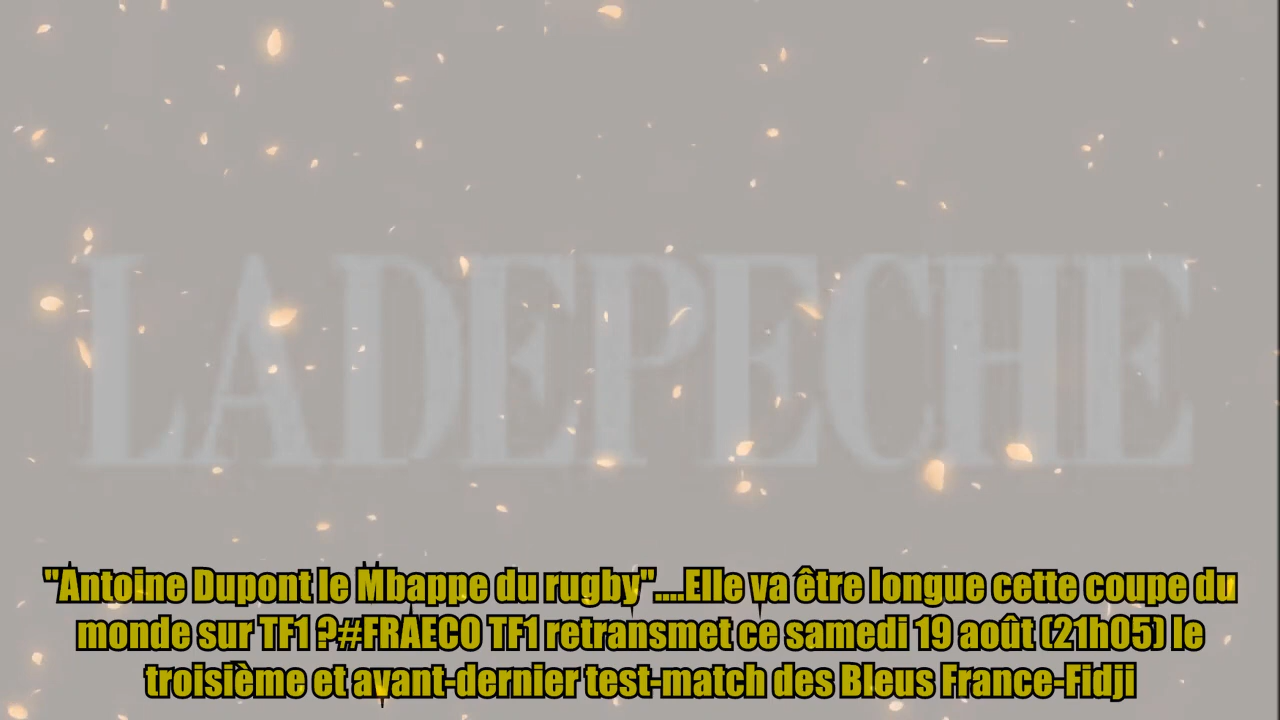 LADEPECHE
"Antoine Dupont le Mbappe du rugby"....Elle va être longue cette coupe du
monde sur TF1 ?#FRAECO TF1 retransmet ce samedi 19 août (21h05) le
troisième et avant-dernier test-match des Bleus France-Fidji